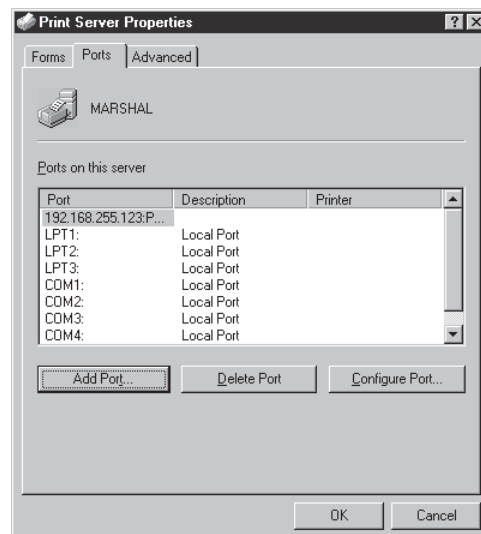 Print Server Properties ? ×
Forms Ports Advanced
MARSHAL
Ports on this server
Port Description Printer
192.168.255.123:P...
LPT1: Local Port
LPT2: Local Port
LPT3: Local Port
COM1: Local Port
COM2: Local Port
COM3: Local Port
COM4: Local Port
Add Port... Delete Port Configure Port...
OK Cancel